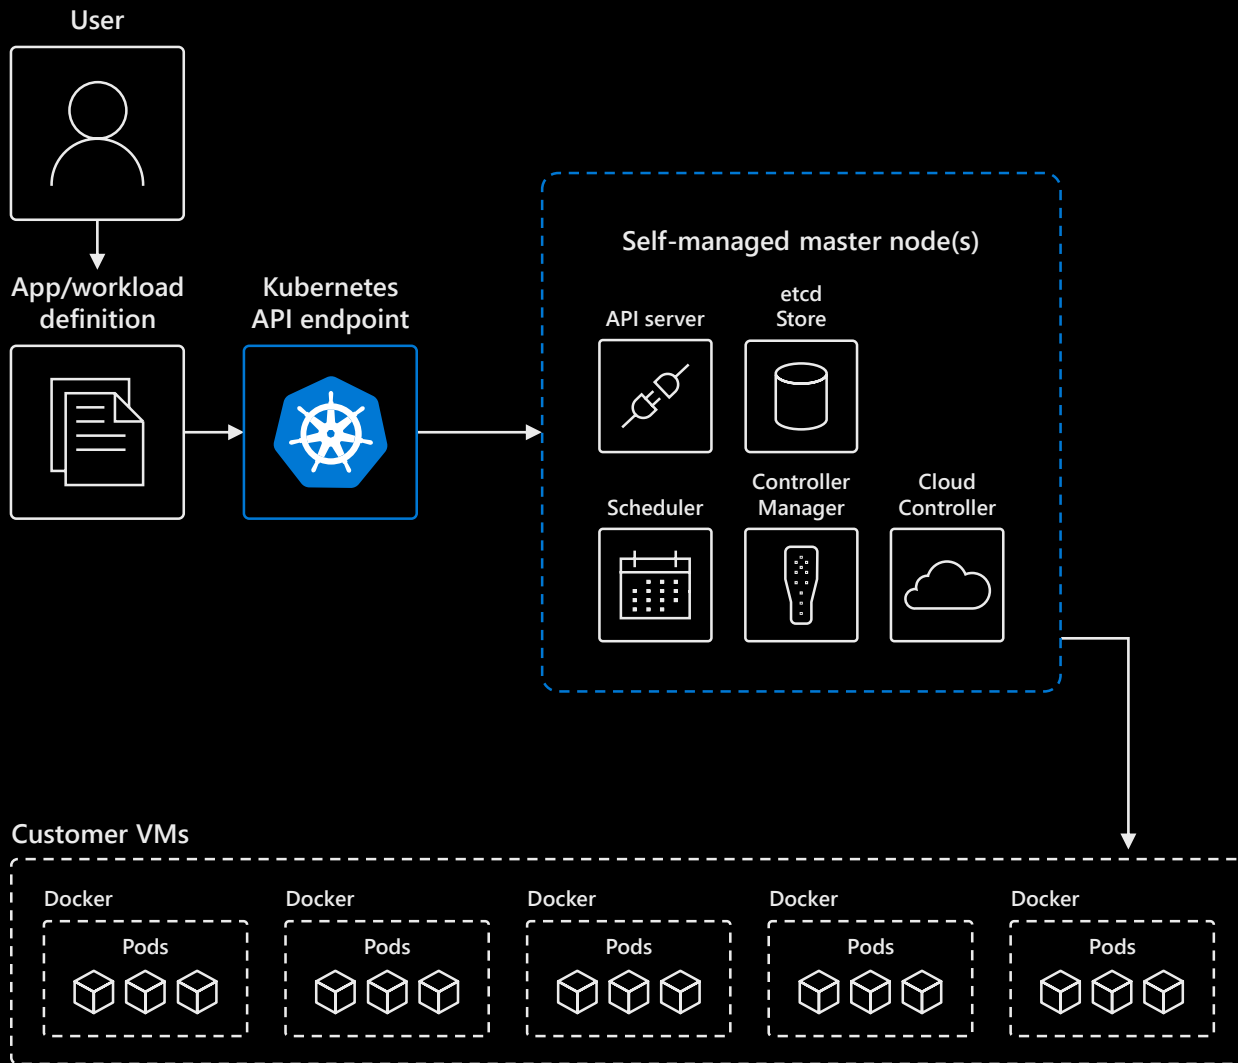 User
App/workload
definition
Kubernetes
API endpoint
Self-managed master node(s)
API server
etcd
Store
Scheduler
Controller
Manager
Cloud
Controller
Customer VMs
Docker
Pods
Docker
Pods
Docker
Pods
Docker
Pods
Docker
Pods